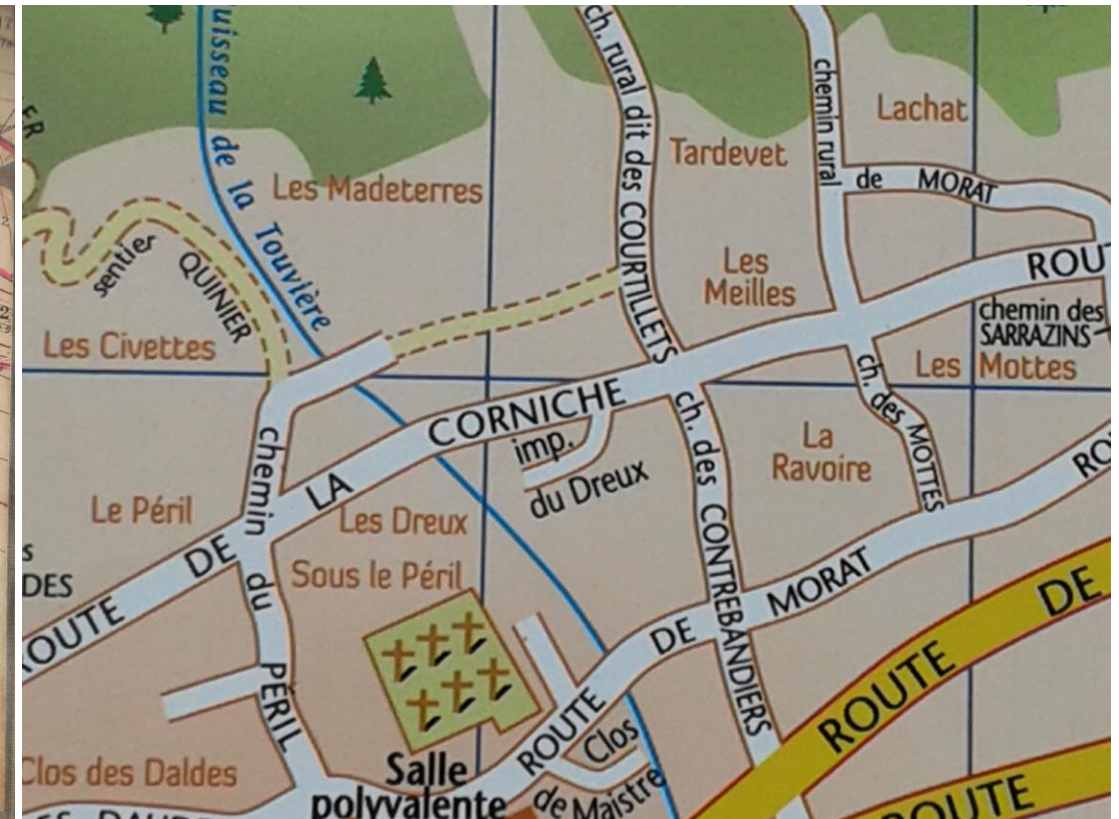 uisseau de la Touvière
ch. rural dit des COURTILLETS
chemin rural
de MORAT
Lachat
Tardevet
Les Madeterres
sentier
QUINIER
Les
Meilles
ROU
chemin des
SARRAZINS
Les Civettes
Les Mottes
CORNICHE
imp.
du Dreux
ch. des MOTTES
La
Ravoire
ch. des CONTREBANDIERS
chemin du PÉRIL
Le Péril
LA
Les Dreux
DE
Sous le Péril
DES
OUTE
ROUTE DE MORAT
RO
ROUTE DE
Clos des Daldes
Salle
polyvalente
Clos
de Maistre
ROUTE